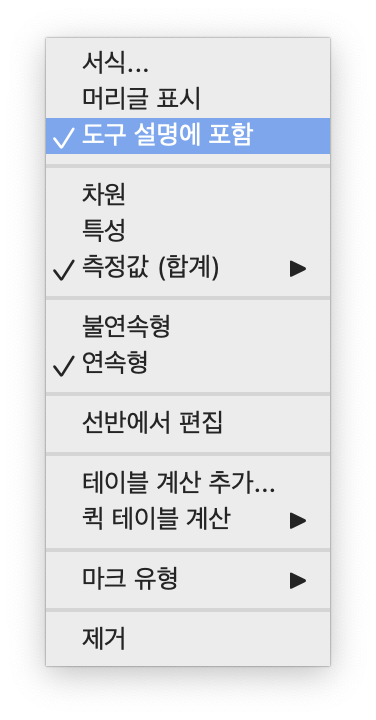 서식...
머리글 표시
도구 설명에 포함
차원
특성
측정값 (합계)
불연속형
연속형
선반에서 편집
테이블 계산 추가...
퀵 테이블 계산
마크 유형
제거